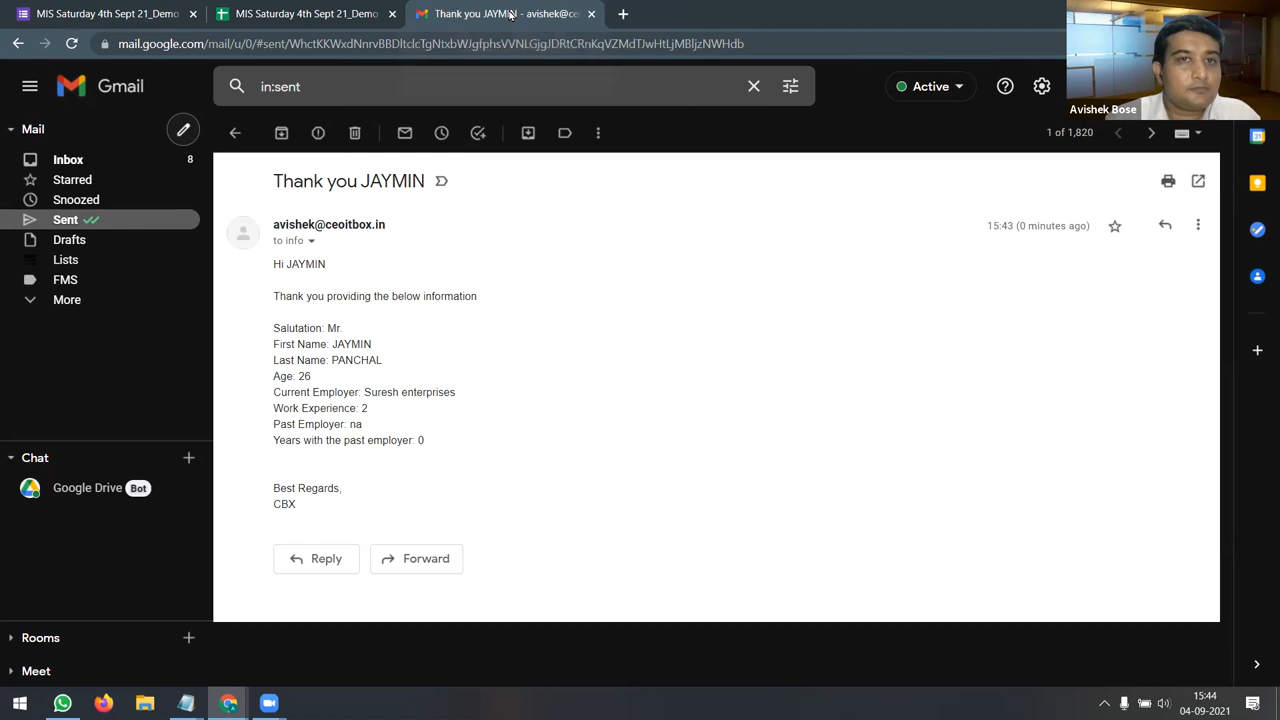 MIS Saturday 4th Sept 21_Demo
MIS Saturday 4th Sept 21_Demo
Thank you JAYMIN - avishek@ce
mail.google.com/mail/u/0/#sent/WhctKKWxdNnrvBBDltclcTgNtxbWJgfphsVVNLGjgJDRtCRnKqVZMdTJwHtLjMBljzNWHdb
Gmail
in:sent
Active
Avishek Bose
Mail
Inbox 8
Starred
Snoozed
Sent
Drafts
Lists
FMS
More
1 of 1,820
Thank you JAYMIN
avishek@ceoitbox.in
15:43 (0 minutes ago)
to info
Hi JAYMIN
Thank you providing the below information
Salutation: Mr.
First Name: JAYMIN
Last Name: PANCHAL
Age: 26
Current Employer: Suresh enterprises
Work Experience: 2
Past Employer: na
Years with the past employer: 0
Best Regards,
CBX
Reply
Forward
Chat
Google Drive Bot
Rooms
Meet
15:44
04-09-2021